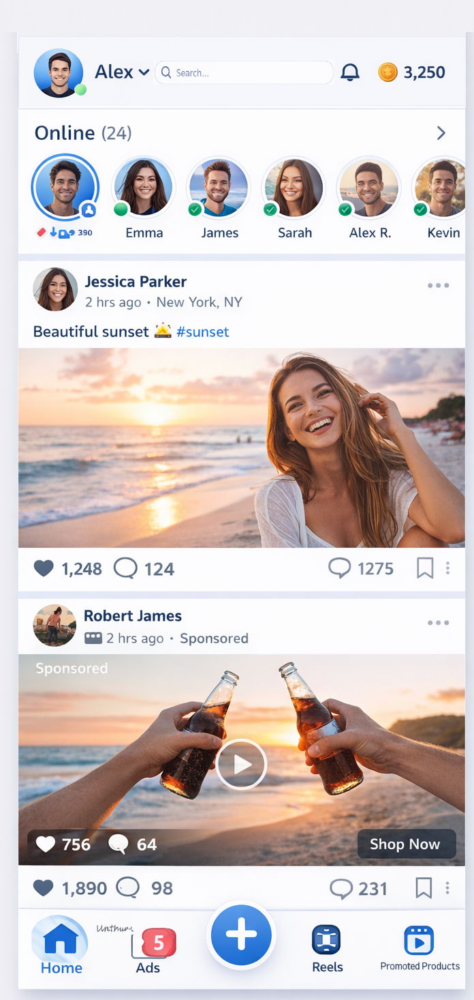 Alex
Search...
3,250
Online (24)
390
Emma
James
Sarah
Alex R.
Kevin
Jessica Parker
2 hrs ago • New York, NY
Beautiful sunset #sunset
1,248
124
1275
Robert James
2 hrs ago • Sponsored
Sponsored
756
64
Shop Now
1,890
98
231
5
Home
Ads
Reels
Promoted Products